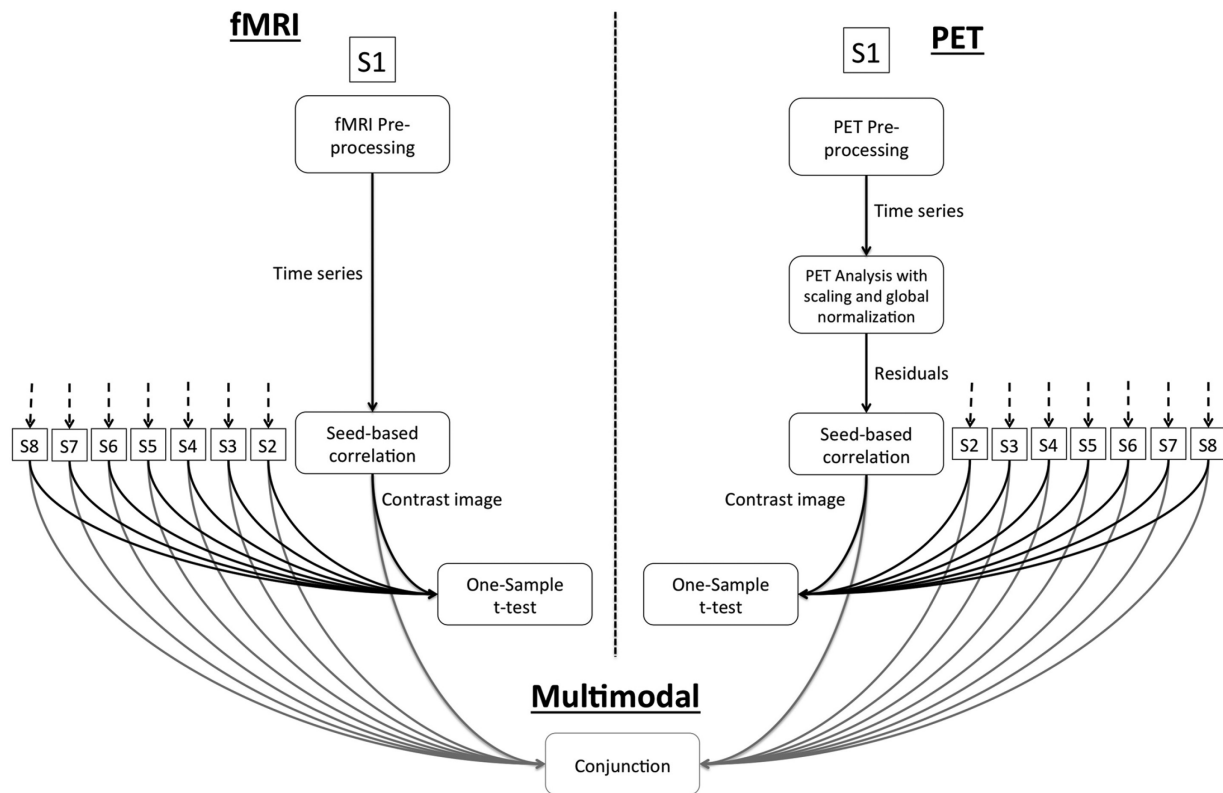 fMRI
S1
fMRI Pre-
processing
Time series
S8 S7 S6 S5 S4 S3 S2
Seed-based
correlation
Contrast image
One-Sample
t-test
PET
S1
PET Pre-
processing
Time series
PET Analysis with
scaling and global
normalization
Residuals
Seed-based
correlation
S2 S3 S4 S5 S6 S7 S8
Contrast image
One-Sample
t-test
Multimodal
Conjunction